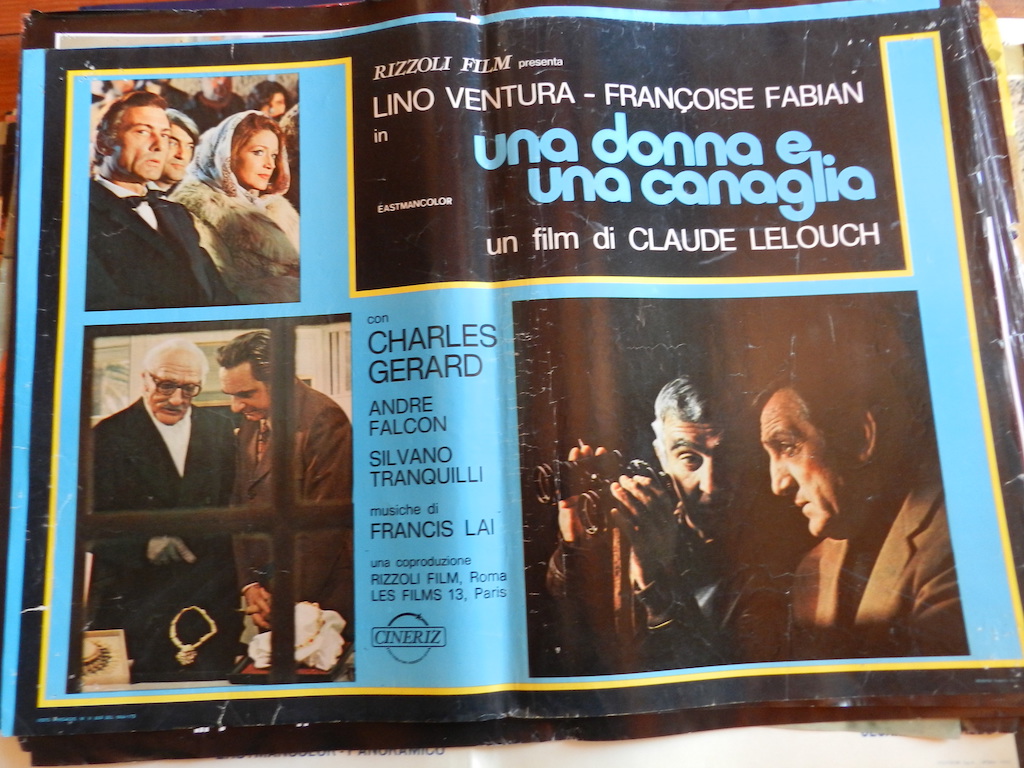 RIZZOLI FILM presenta
LINO VENTURA - FRANÇOISE FABIAN
in
una donna e
una canaglia
EASTMANCOLOR
un film di CLAUDE LELOUCH
con
CHARLES
GERARD
ANDRE
FALCON
SILVANO
TRANQUILLI
musiche di
FRANCIS LAI
una coproduzione
RIZZOLI FILM, Roma
LES FILMS 13, Paris
CINERIZ
EASTMANCOLOR - PANORAMICO